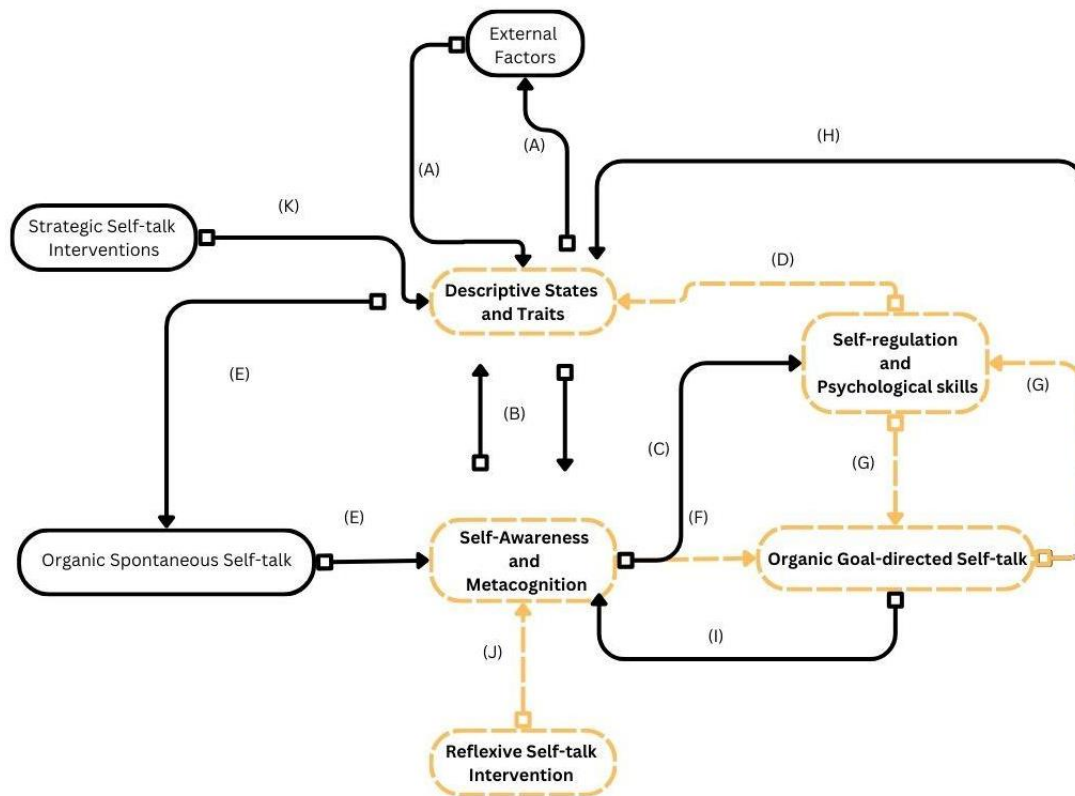 External
Factors
(A)
(A)
(H)
(K)
Strategic Self-talk
Interventions
(D)
Descriptive States
and Traits
Self-regulation
and
Psychological skills
(E)
(B)
(G)
(C)
(G)
(E)
(F)
Organic Spontaneous Self-talk
Self-Awareness
and
Metacognition
Organic Goal-directed Self-talk
(I)
(J)
Reflexive Self-talk
Intervention